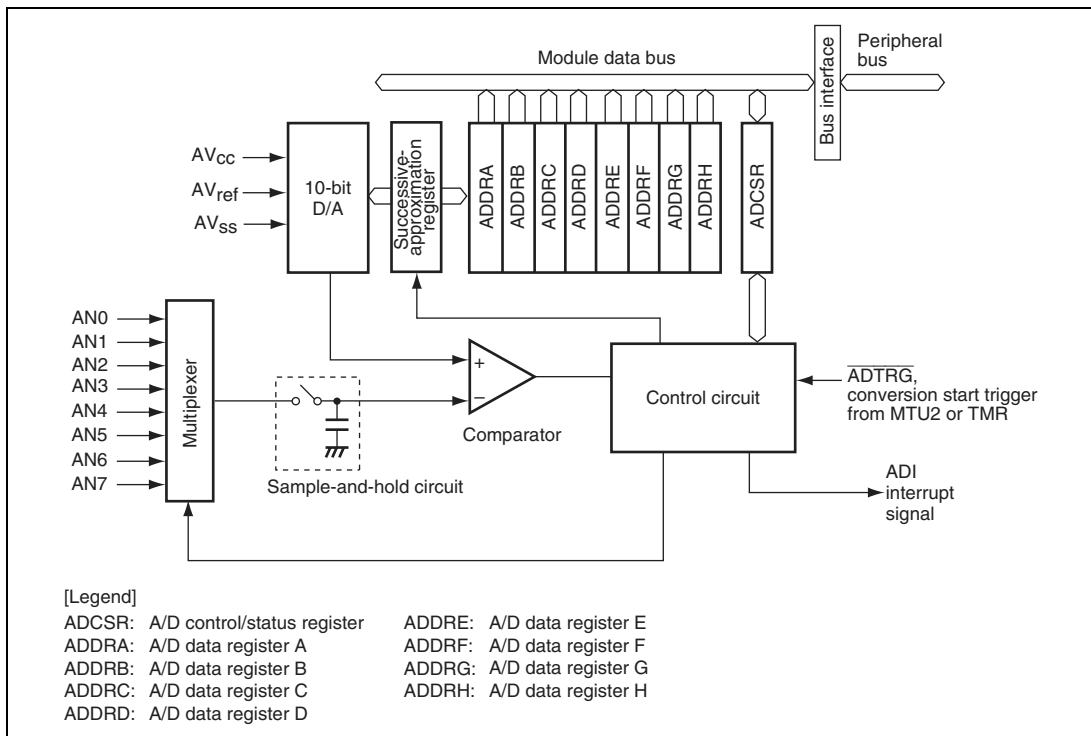 Module data bus
Peripheral
bus
Bus interface
AVCC
AVref
AVSS
10-bit
D/A
Successive-
approximation
register
ADDRA
ADDRB
ADDRC
ADDRD
ADDRE
ADDRF
ADDRG
ADDRH
ADCSR
AN0
AN1
AN2
AN3
AN4
AN5
AN6
AN7
Multiplexer
Sample-and-hold circuit
+
−
Comparator
Control circuit
ADTRG,
conversion start trigger
from MTU2 or TMR
ADI
interrupt
signal
[Legend]
ADCSR: A/D control/status register
ADDRA: A/D data register A
ADDRB: A/D data register B
ADDRC: A/D data register C
ADDRD: A/D data register D
ADDRE: A/D data register E
ADDRF: A/D data register F
ADDRG: A/D data register G
ADDRH: A/D data register H